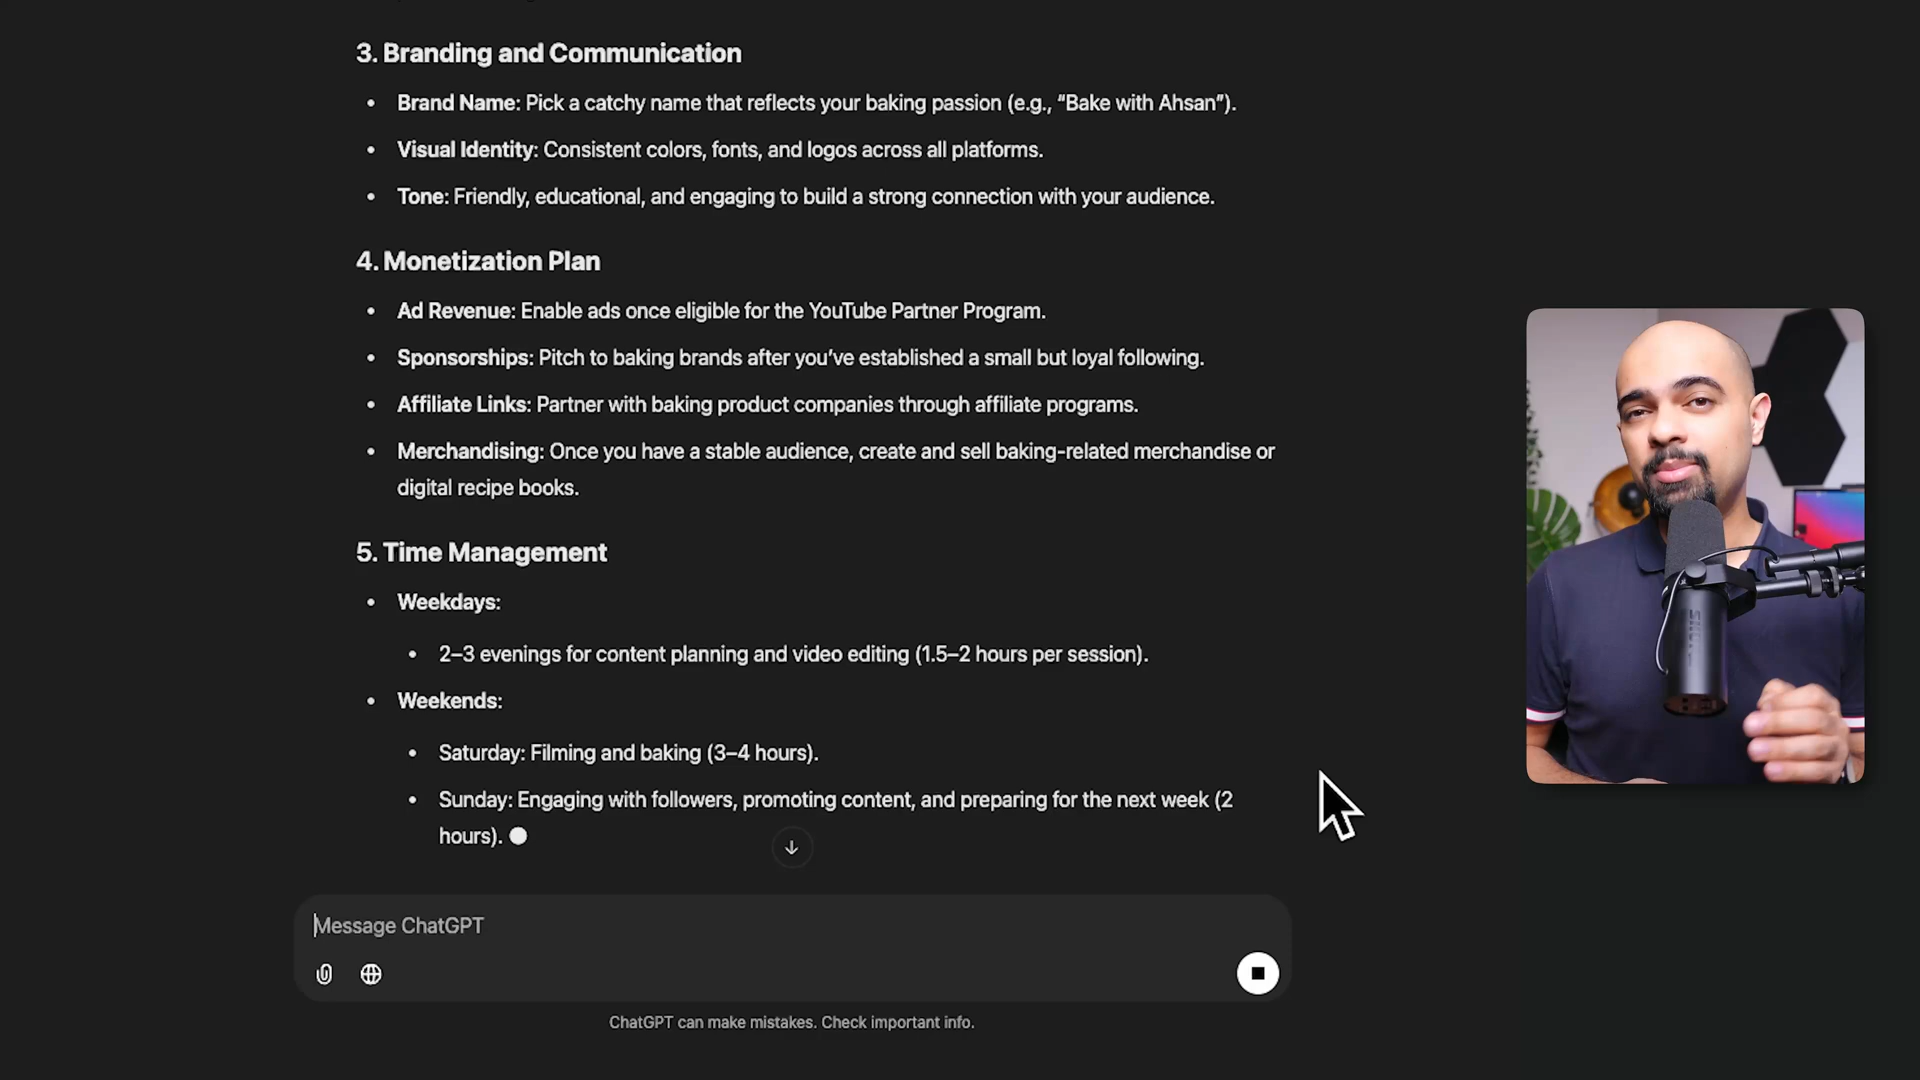 3. Branding and Communication
• Brand Name: Pick a catchy name that reflects your baking passion (e.g., “Bake with Ahsan”).
• Visual Identity: Consistent colors, fonts, and logos across all platforms.
• Tone: Friendly, educational, and engaging to build a strong connection with your audience.
4. Monetization Plan
• Ad Revenue: Enable ads once eligible for the YouTube Partner Program.
• Sponsorships: Pitch to baking brands after you’ve established a small but loyal following.
• Affiliate Links: Partner with baking product companies through affiliate programs.
• Merchandising: Once you have a stable audience, create and sell baking-related merchandise or
digital recipe books.
5. Time Management
• Weekdays:
• 2–3 evenings for content planning and video editing (1.5–2 hours per session).
• Weekends:
• Saturday: Filming and baking (3–4 hours).
• Sunday: Engaging with followers, promoting content, and preparing for the next week (2
hours).
Message ChatGPT
ChatGPT can make mistakes. Check important info.